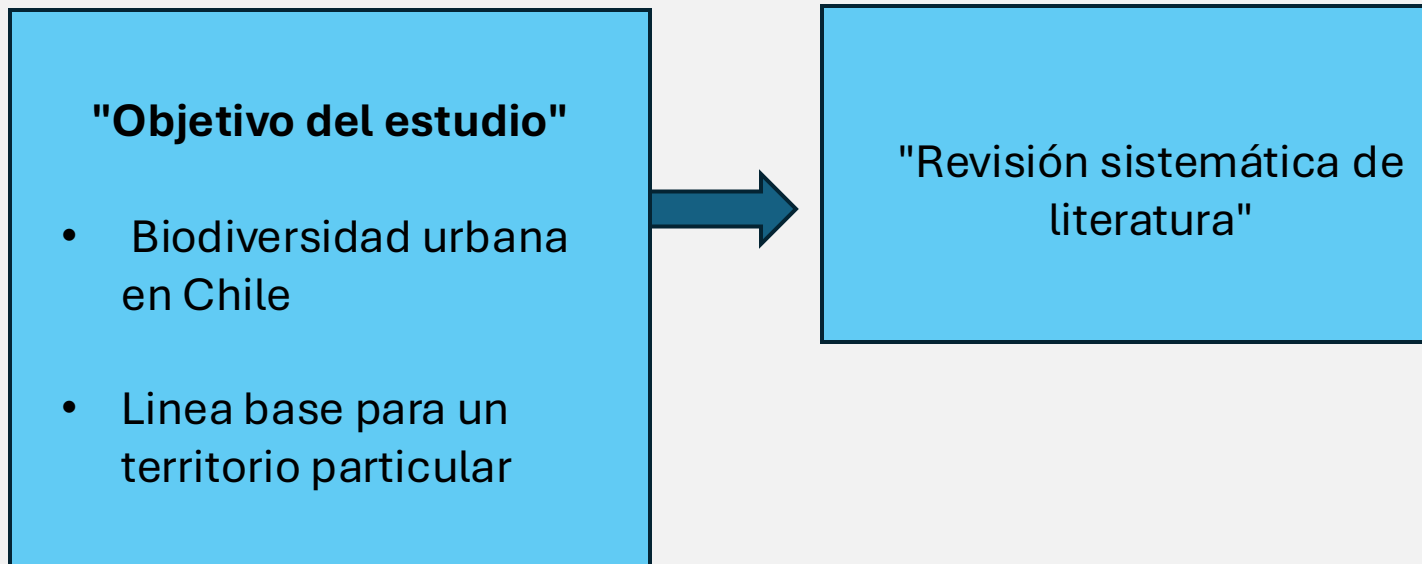 "Objetivo del estudio"
• Biodiversidad urbana
en Chile
• Linea base para un
territorio particular
"Revisión sistemática de
literatura"